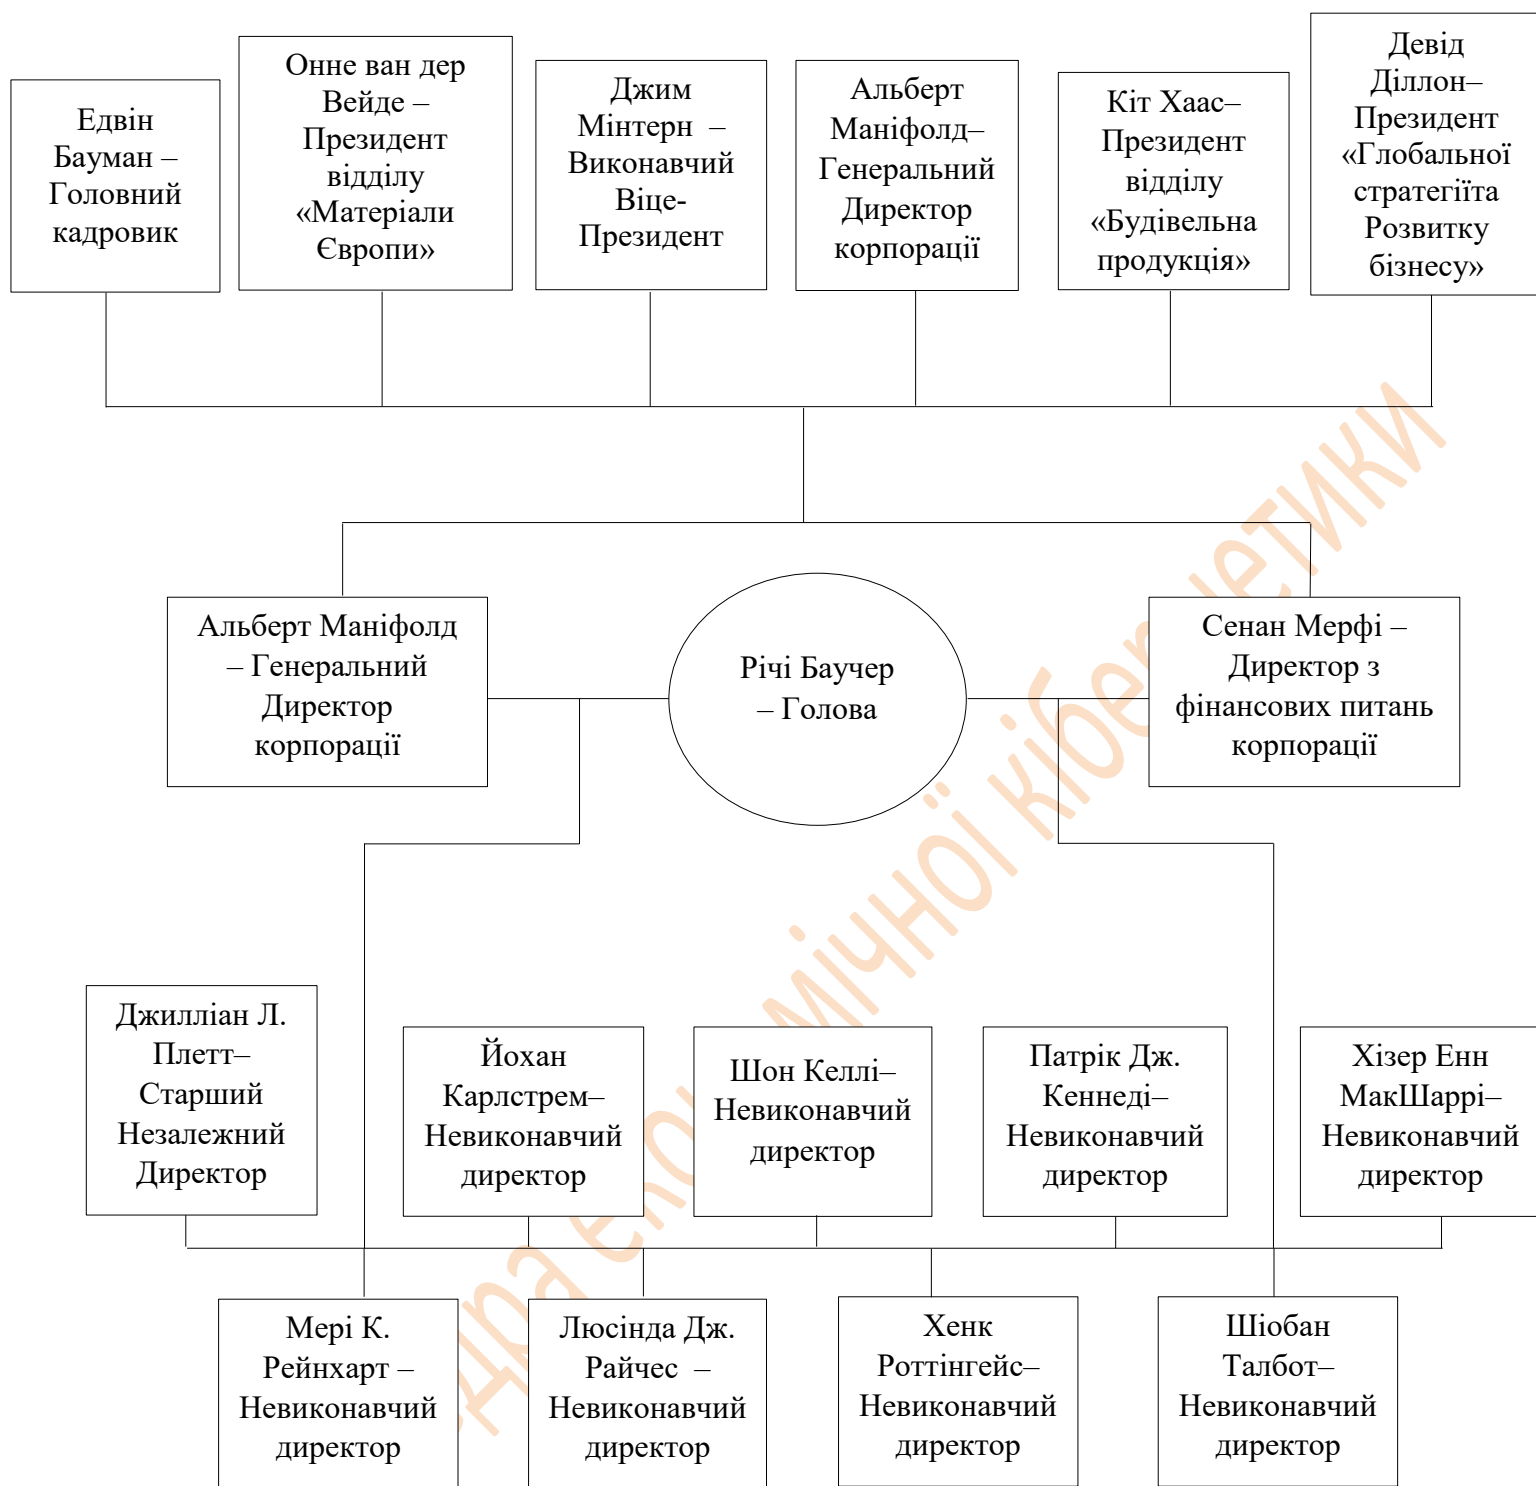 Едвін
Бауман –
Головний
кадровик
Онне ван дер
Вейде –
Президент
відділу
«Матеріали
Європи»
Джим
Мінтерн –
Виконавчий
Віце-
Президент
Альберт
Маніфолд–
Генеральний
Директор
корпорації
Кіт Хаас–
Президент
відділу
«Будівельна
продукція»
Девід
Діллон–
Президент
«Глобальної
стратегіїта
Розвитку
бізнесу»
Альберт Маніфолд
– Генеральний
Директор
корпорації
Річі Баучер
– Голова
Сенан Мерфі –
Директор з
фінансових питань
корпорації
Джилліан Л.
Плетт–
Старший
Незалежний
Директор
Йохан
Карлстрем–
Невиконавчий
директор
Шон Келлі–
Невиконавчий
директор
Патрік Дж.
Кеннеді–
Невиконавчий
директор
Хізер Енн
МакШаррі–
Невиконавчий
директор
Мері К.
Рейнхарт –
Невиконавчий
директор
Люсінда Дж.
Райчес –
Невиконавчий
директор
Хенк
Роттінгейс–
Невиконавчий
директор
Шіобан
Талбот–
Невиконавчий
директор